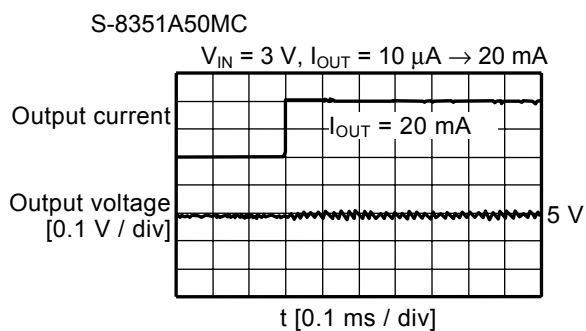 S-8351A50MC
V_IN = 3 V, I_OUT = 10 μA → 20 mA
Output current
I_OUT = 20 mA
Output voltage
[0.1 V / div]
5 V
t [0.1 ms / div]